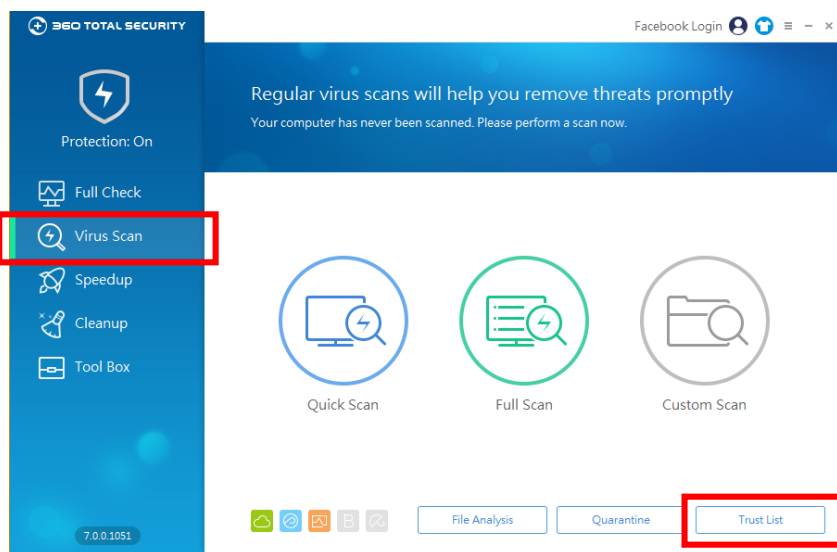 360 TOTAL SECURITY
Facebook Login
Protection: On
Regular virus scans will help you remove threats promptly
Your computer has never been scanned. Please perform a scan now.
Full Check
Virus Scan
Speedup
Cleanup
Tool Box
Quick Scan
Full Scan
Custom Scan
File Analysis
Quarantine
Trust List
7.0.0.1051